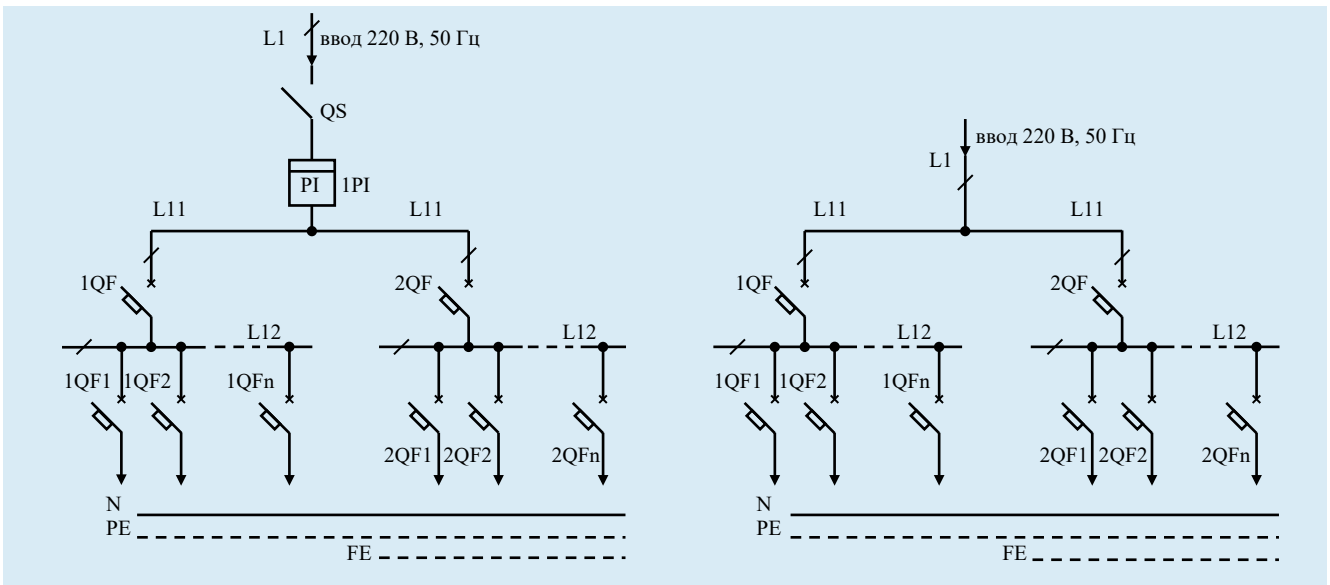 L1 ввод 220 В, 50 Гц
QS
PI 1PI
L11 L11
1QF 2QF
L12 L12
1QF1 1QF2 1QFn
2QF1 2QF2 2QFn
N
PE
FE
ввод 220 В, 50 Гц
L1
L11 L11
1QF 2QF
L12 L12
1QF1 1QF2 1QFn
2QF1 2QF2 2QFn
N
PE
FE